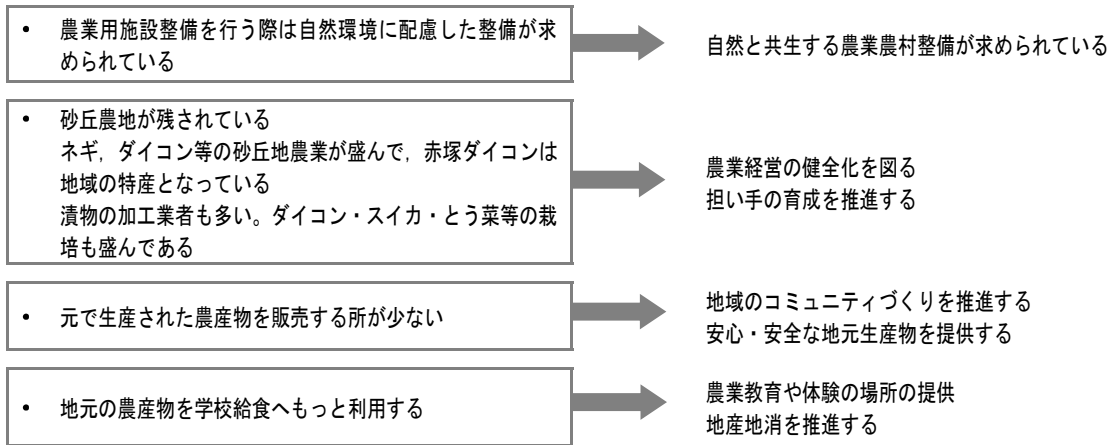 ・ 農業用施設整備を行う際は自然環境に配慮した整備が求
められている
自然と共生する農業農村整備が求められている
・ 砂丘農地が残されている
ネギ，ダイコン等の砂丘地農業が盛んで，赤塚ダイコンは
地域の特産となっている
漬物の加工業者も多い。ダイコン・スイカ・とう菜等の栽
培も盛んである
農業経営の健全化を図る
担い手の育成を推進する
・ 元で生産された農産物を販売する所が少ない
地域のコミュニティづくりを推進する
安心・安全な地元生産物を提供する
・ 地元の農産物を学校給食へもっと利用する
農業教育や体験の場所の提供
地産地消を推進する